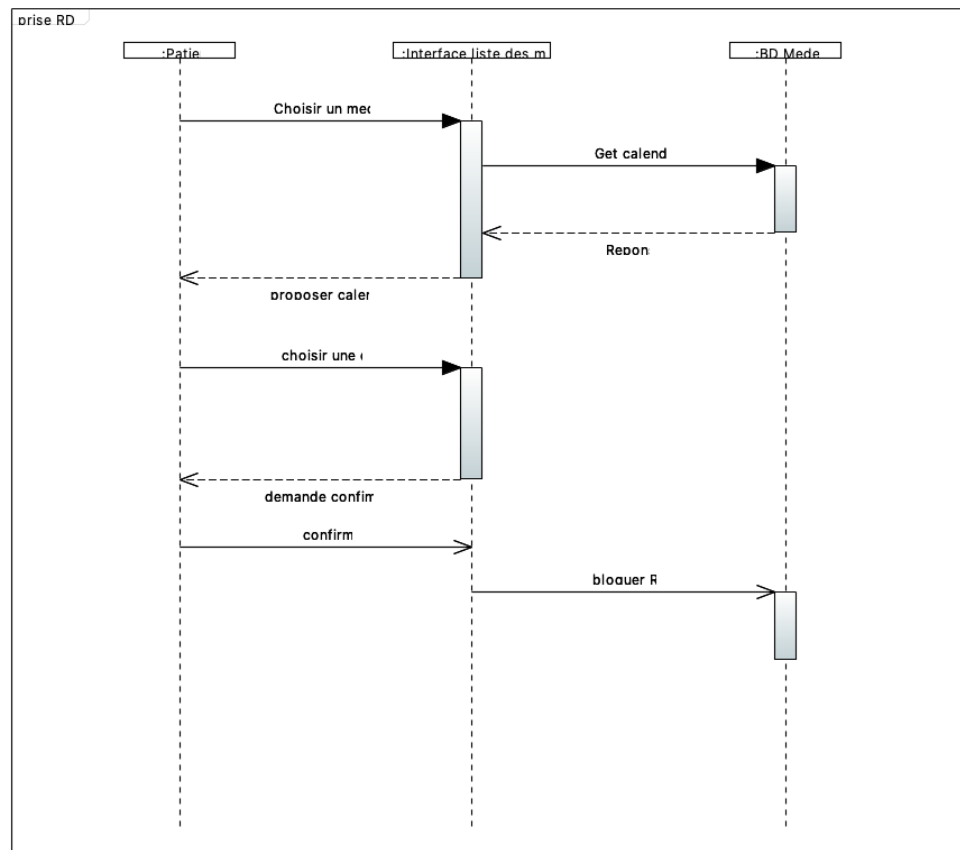 prise RD
:Patie
:Interface liste des m
:BD Mede
Choisir un mec
Get calend
Repon
proposer caler
choisir une
demande confirm
confirm
bloquer R